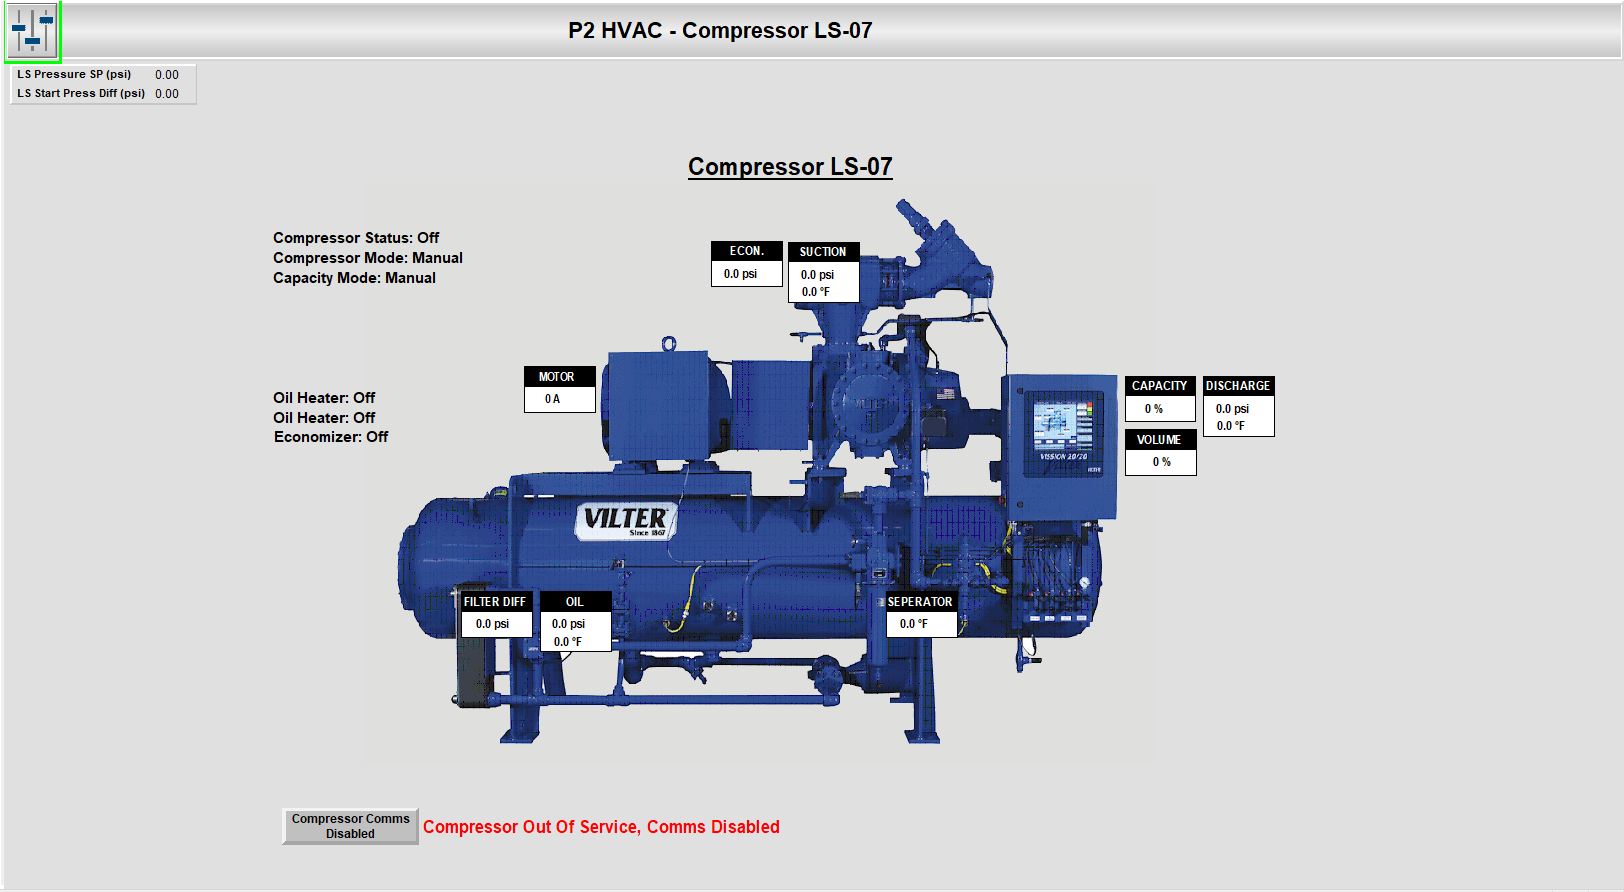 P2 HVAC - Compressor LS-07
LS Pressure SP (psi) 0.00
LS Start Press Diff (psi) 0.00
Compressor LS-07
Compressor Status: Off
Compressor Mode: Manual
Capacity Mode: Manual
ECON.
0.0 psi
SUCTION
0.0 psi
0.0 °F
MOTOR
0 A
Oil Heater: Off
Oil Heater: Off
Economizer: Off
CAPACITY
0 %
DISCHARGE
0.0 psi
0.0 °F
VOLUME
0 %
VISSION 20/20
VILTER
Since 1867
FILTER DIFF
0.0 psi
OIL
0.0 psi
0.0 °F
SEPERATOR
0.0 °F
Compressor Comms
Disabled
Compressor Out Of Service, Comms Disabled